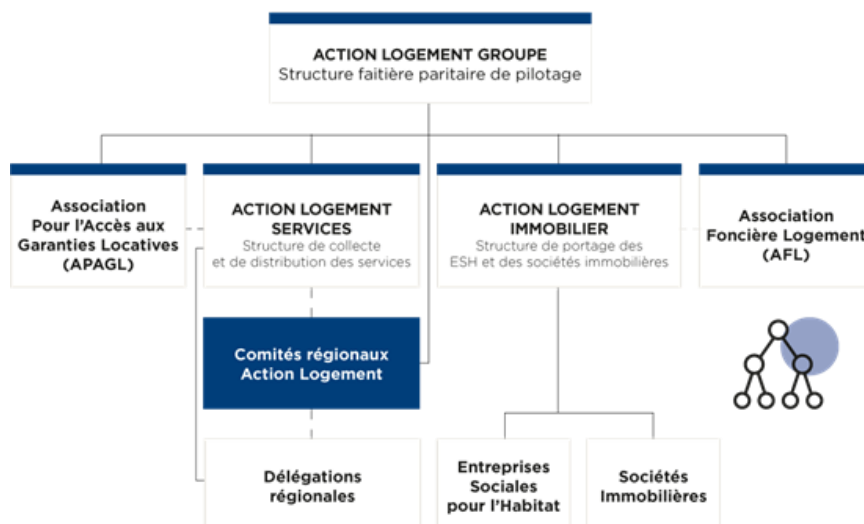 ACTION LOGEMENT GROUPE
Structure faitière paritaire de pilotage
Association
Pour l'Accès aux
Garanties Locatives
(APAGL)
ACTION LOGEMENT
SERVICES
Structure de collecte
et de distribution des services
ACTION LOGEMENT
IMMOBILIER
Structure de portage des
ESH et des sociétés immobilières
Association
Foncière Logement
(AFL)
Comités régionaux
Action Logement
Délégations
régionales
Entreprises
Sociales
pour l'Habitat
Sociétés
Immobilières